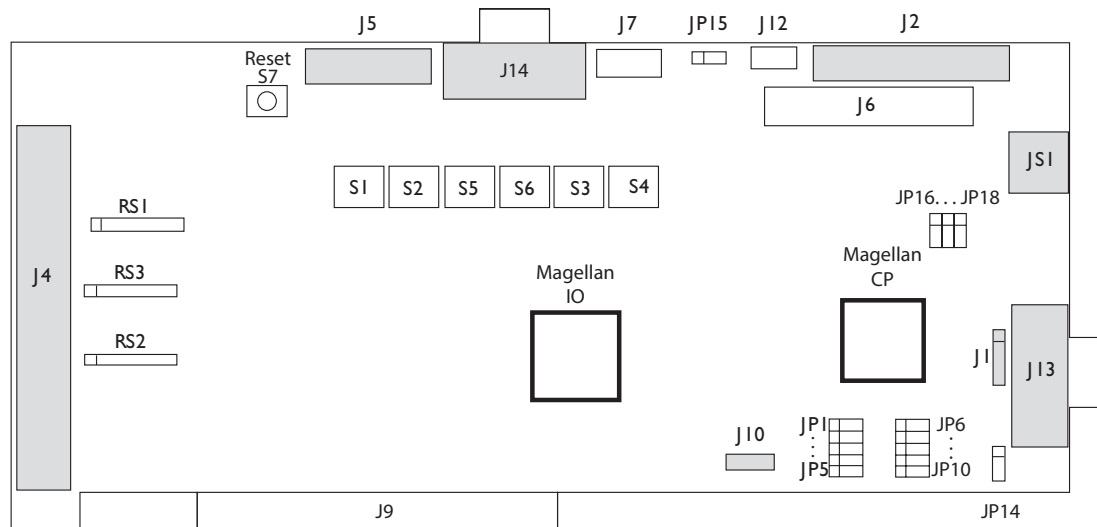 J5
J7
JP15
J12
J2
Reset
S7
J14
J6
JS1
S1 S2 S5 S6 S3 S4
JP16...JP18
RS1
J4
RS3
Magellan
IO
Magellan
CP
RS2
J1
J13
J10
JP1
⋮
JP5
JP6
⋮
JP10
J9
JP14